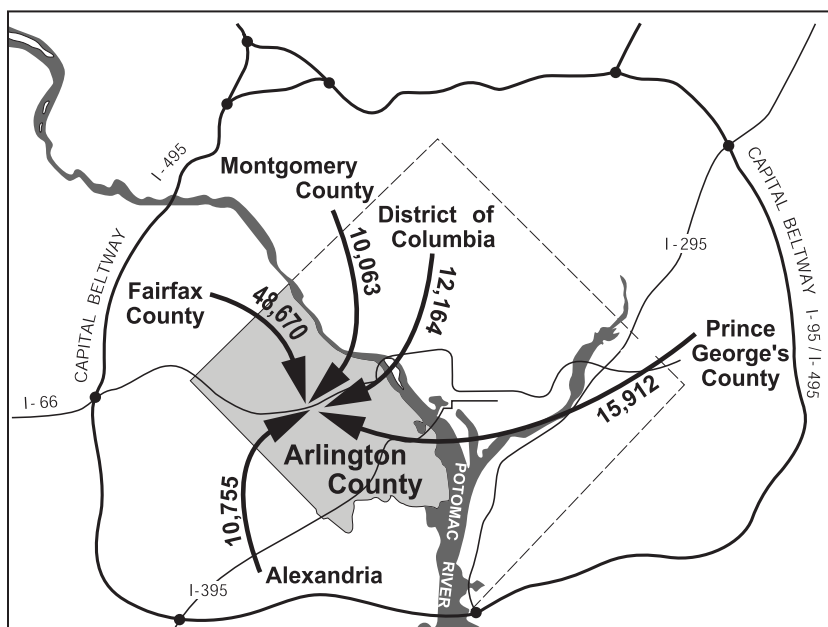 I-495
Montgomery
County
10,063
District of
Columbia
12,164
CAPITAL BELTWAY
I-295
CAPITAL BELTWAY
I-95 / I-495
Fairfax
County
48,670
Prince
George's
County
15,912
I-66
Arlington
County
10,755
POTOMAC
RIVER
Alexandria
I-395